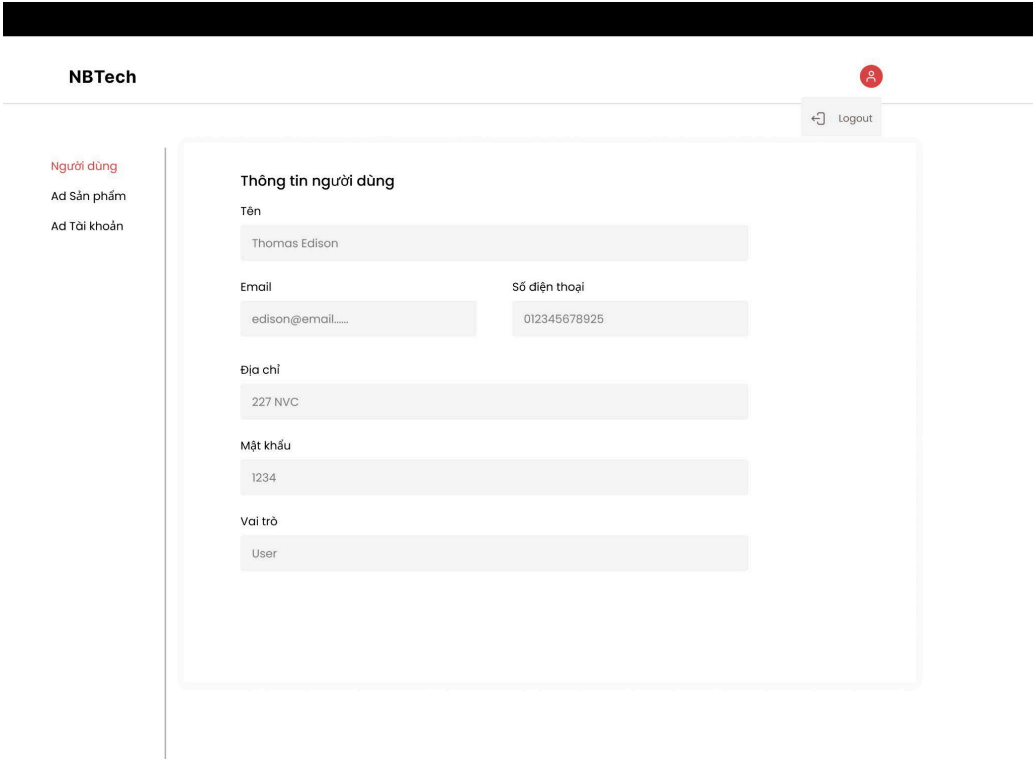 NBTech
Logout
Người dùng
Ad Sản phẩm
Ad Tài khoản
Thông tin người dùng
Tên
Thomas Edison
Email
Số điện thoại
edison@email......
012345678925
Địa chỉ
227 NVC
Mật khẩu
1234
Vai trò
User